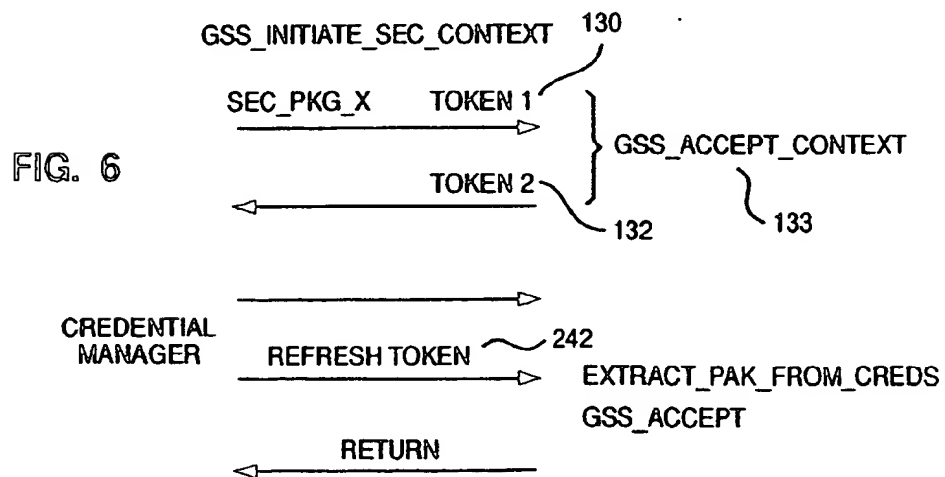 GSS_INITIATE_SEC_CONTEXT
130
SEC_PKG_X TOKEN 1
GSS_ACCEPT_CONTEXT
133
FIG. 6
TOKEN 2
132
CREDENTIAL
MANAGER
REFRESH TOKEN
242
EXTRACT_PAK_FROM_CREDS
GSS_ACCEPT
RETURN